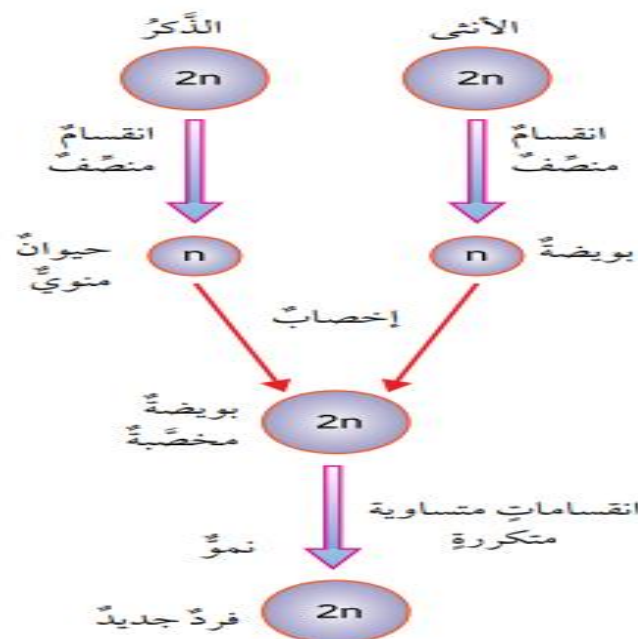 الأنثى
الذَّكرُ
2n
2n
انقسامٌ
منصِّفٌ
انقسامٌ
منصِّفٌ
بويضةٌ
n
n
حيوانٌ
منويٌّ
إخصابٌ
بويضةٌ
مخصَّبةٌ
2n
انقساماتٍ متساوية
متكررةٍ
نموٌّ
2n
فردٌ جديدٌ